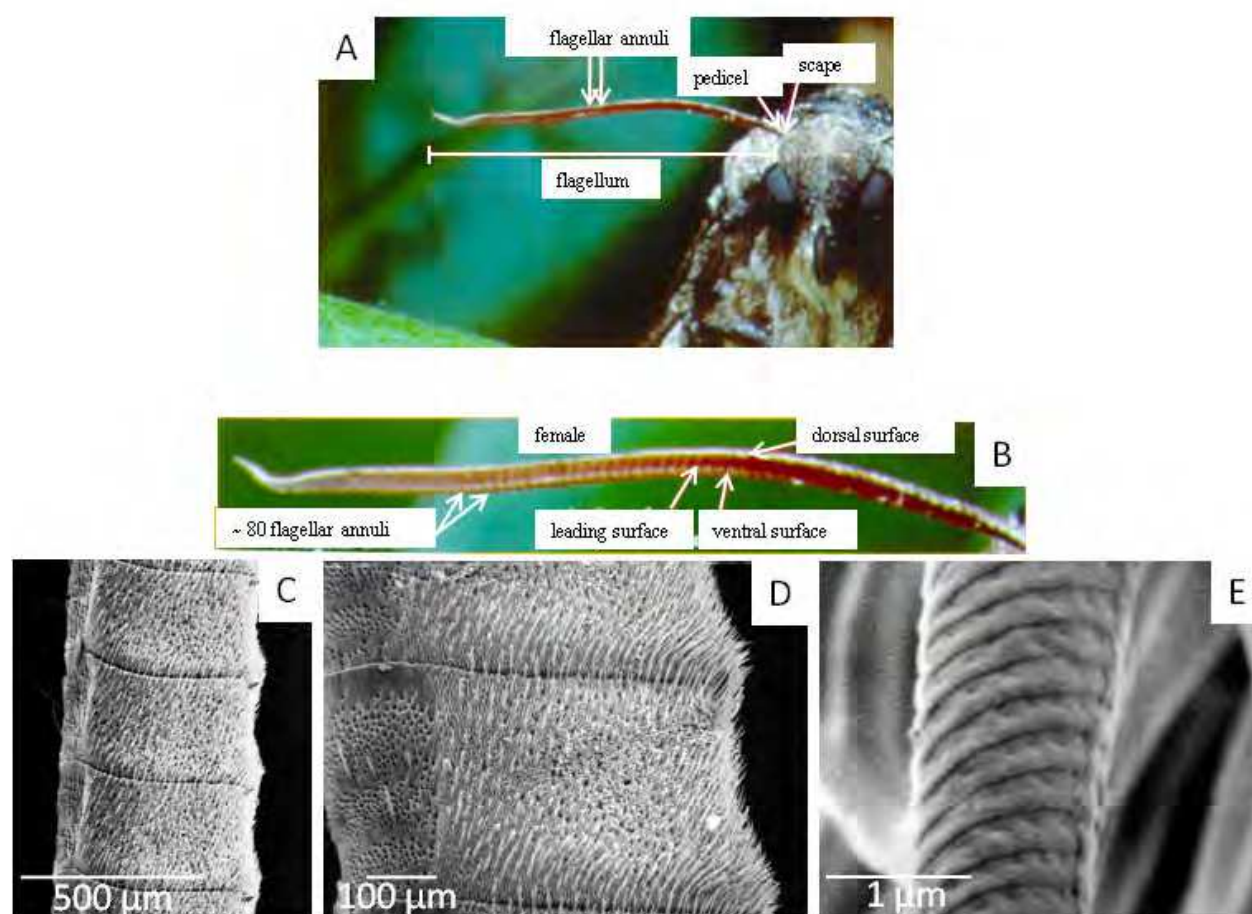 A
flagellar annuli
scape
pedicel
flagellum
female
dorsal surface
B
~ 80 flagellar annuli
leading surface
ventral surface
C
D
E
500 µm
100 µm
1 µm